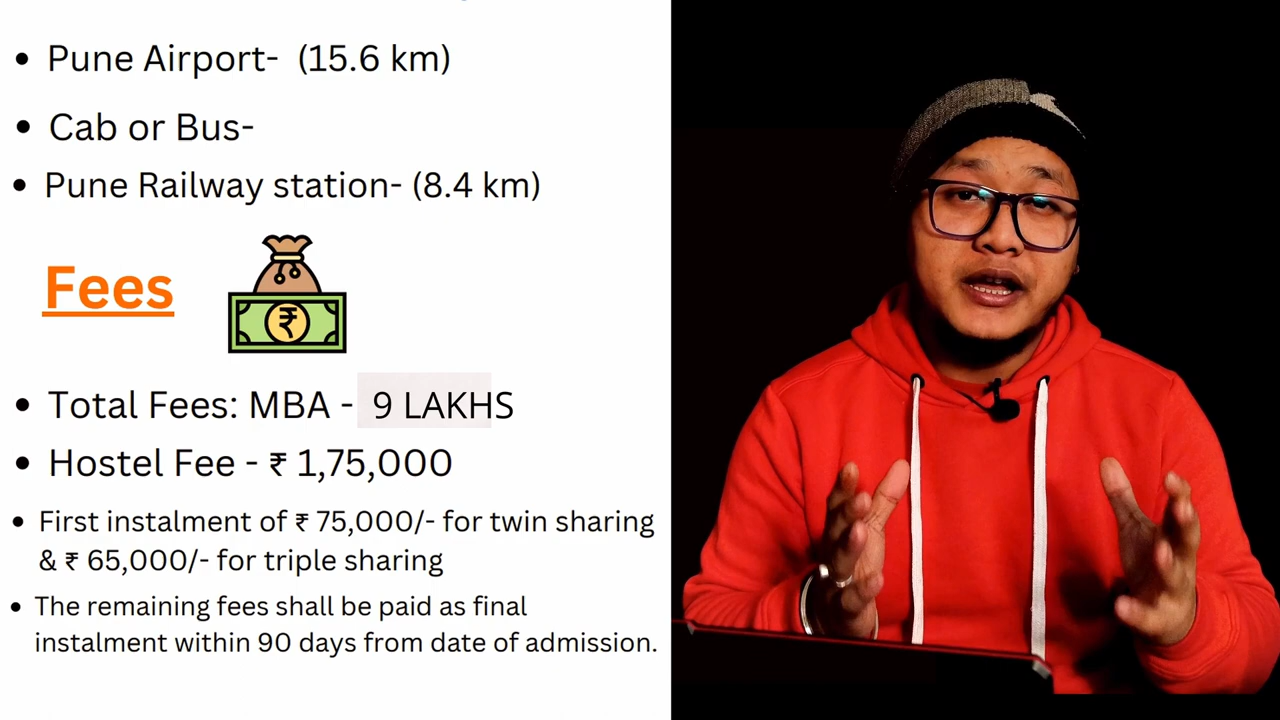 • Pune Airport- (15.6 km)
• Cab or Bus-
• Pune Railway station- (8.4 km)
Fees
₹
• Total Fees: MBA - 9 LAKHS
• Hostel Fee - ₹ 1,75,000
• First instalment of ₹ 75,000/- for twin sharing
& ₹ 65,000/- for triple sharing
• The remaining fees shall be paid as final
instalment within 90 days from date of admission.